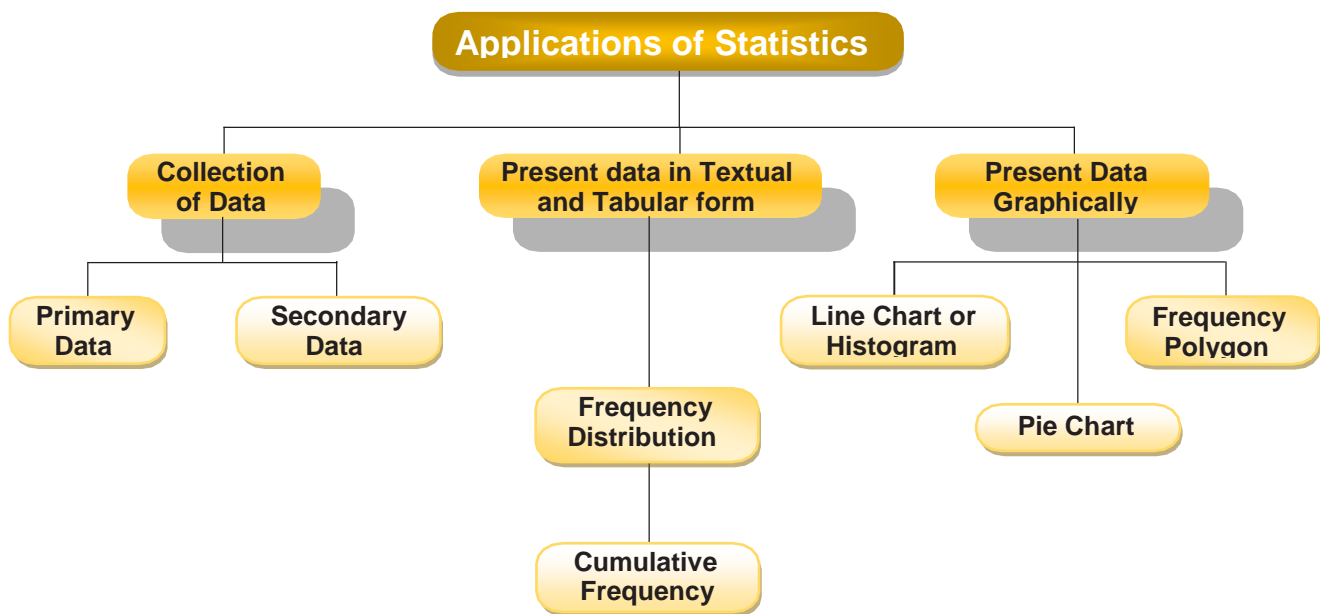 Applications of Statistics
Collection
of Data
Present data in Textual
and Tabular form
Present Data
Graphically
Primary
Data
Secondary
Data
Line Chart or
Histogram
Frequency
Polygon
Frequency
Distribution
Pie Chart
Cumulative
Frequency